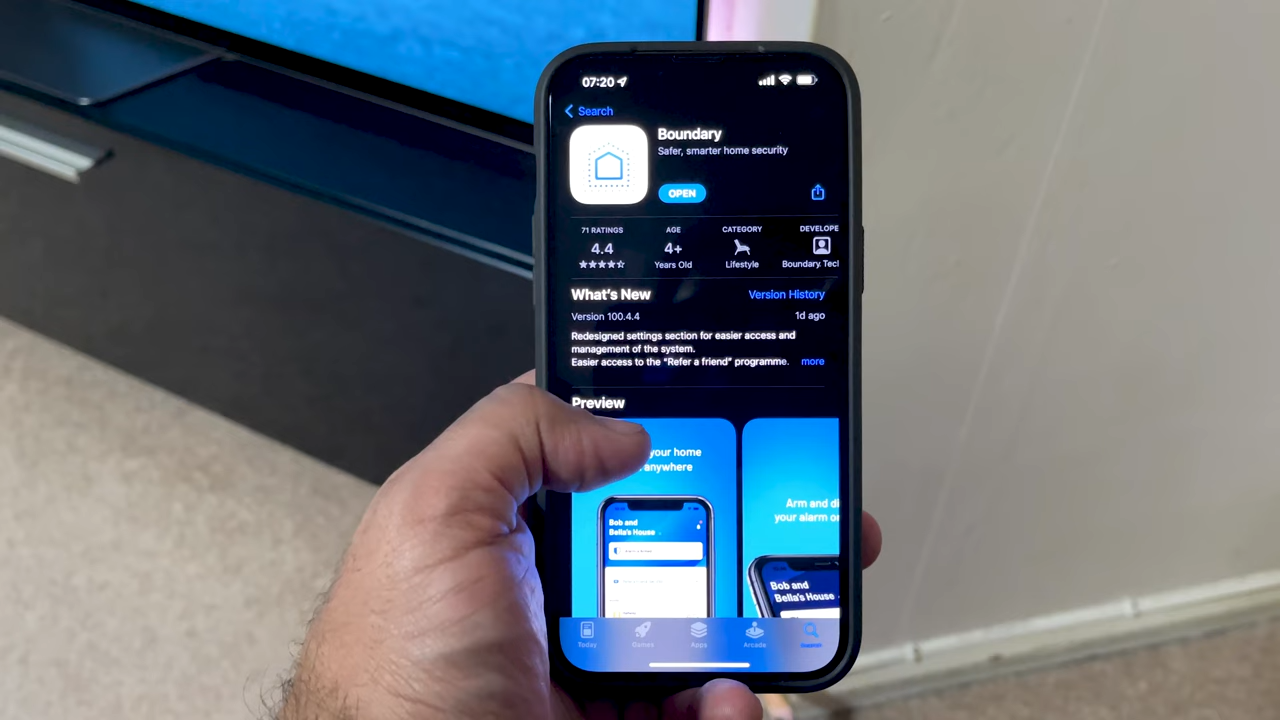 07:20
Search
Boundary
Safer, smarter home security
OPEN
71 RATINGS
4.4
AGE
4+
Years Old
CATEGORY
Lifestyle
DEVELOPE
Boundary Tecl
What's New
Version History
Version 100.4.4
1d ago
Redesigned settings section for easier access and
management of the system.
Easier access to the “Refer a friend” programme.
more
Preview
your home
anywhere
Bob and
Bella's House
Arm and di
your alarm o
Bob and
Bella's House
Today
Games
Apps
Arcade
Search